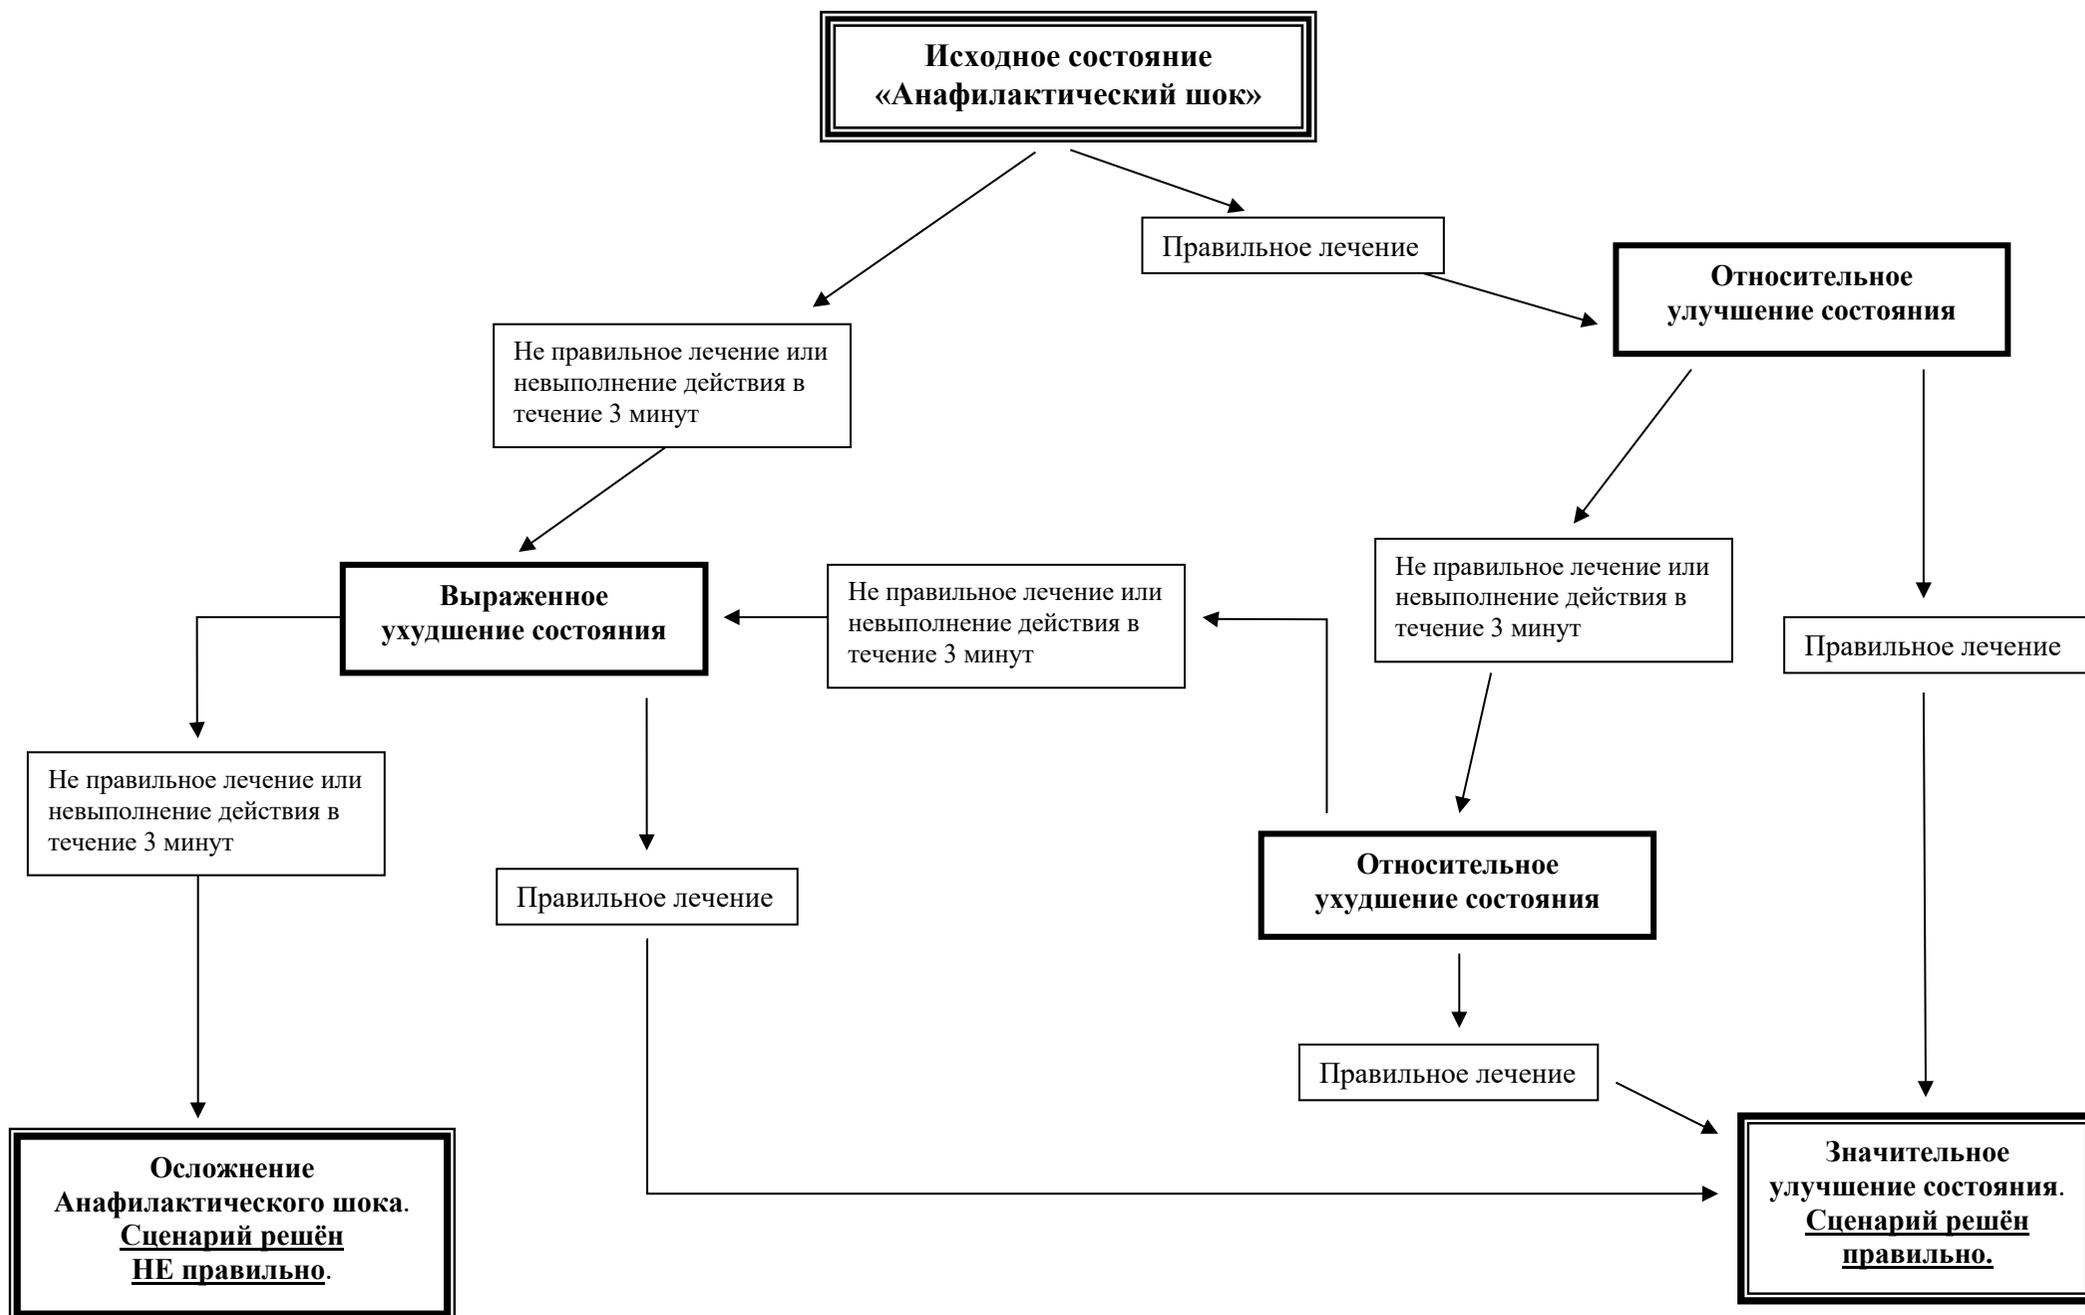 Исходное состояние
«Анафилактический шок»
Правильное лечение
Относительное
улучшение состояния
Не правильное лечение или
невыполнение действия в
течение 3 минут
Не правильное лечение или
невыполнение действия в
течение 3 минут
Выраженное
ухудшение состояния
Не правильное лечение или
невыполнение действия в
течение 3 минут
Правильное лечение
Не правильное лечение или
невыполнение действия в
течение 3 минут
Правильное лечение
Относительное
ухудшение состояния
Правильное лечение
Осложнение
Анафилактического шока.
Сценарий решён
НЕ правильно.
Значительное
улучшение состояния.
Сценарий решён
правильно.